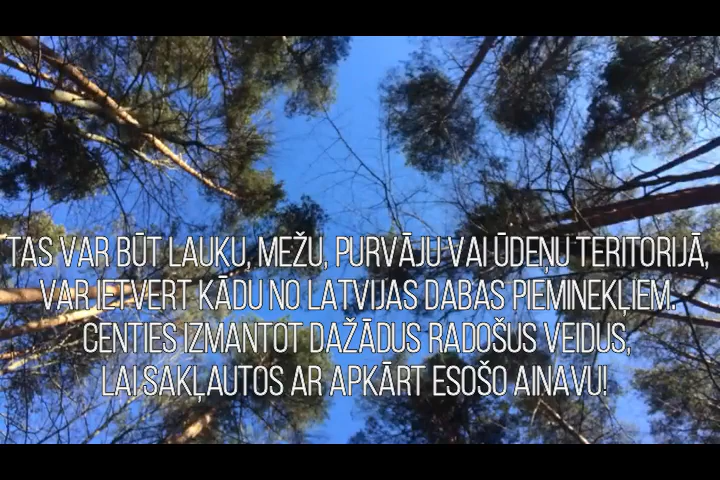 TAS VAR BŪT LAUKU, MEŽU, PURVĀJU VAI ŪDEŅU TERITORIJĀ,
VAR IETVERT KĀDU NO LATVIJAS DABAS PIEMINEKĻIEM.
CENTIES IZMANTOT DAŽĀDUS RADOŠUS VEIDUS,
LAI SAKĻAUTOS AR APKĀRT ESOŠO AINAVU!